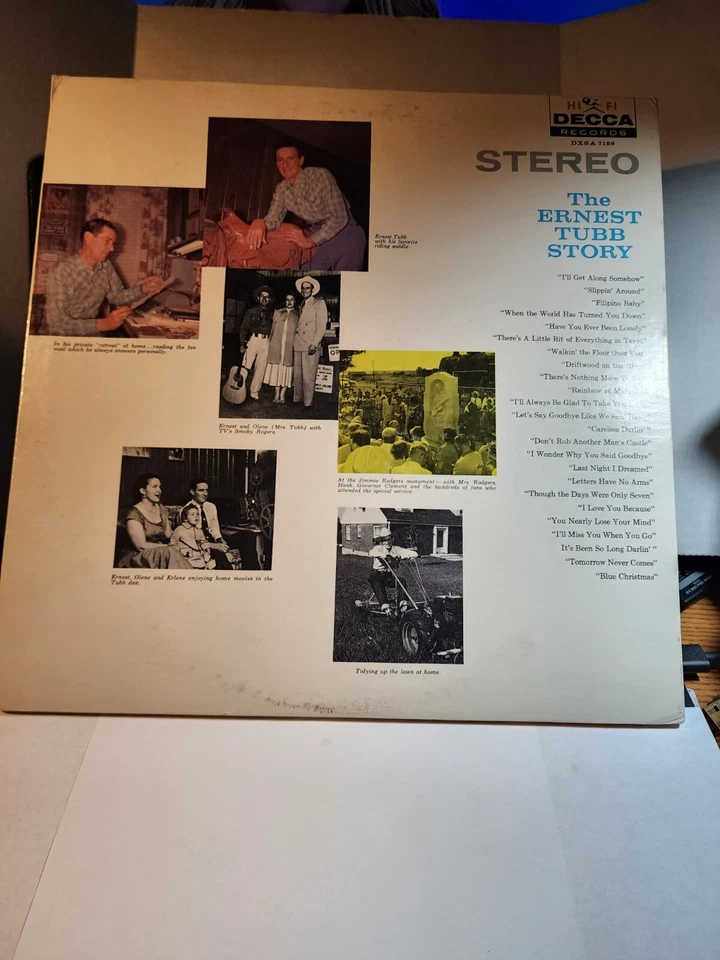 HI FI
DECCA
RECORDS
DXSA 7159
STEREO
The
ERNEST
TUBB
STORY
"I'll Get Along Somehow"
"Slippin' Around"
"Filipino Baby"
"When the World Has Turned You Down"
"Have You Ever Been Lonely"
"There's A Little Bit of Everything in Texas"
"Walkin' the Floor Over You"
"Driftwood on the
"There's Nothing More
"Rainbow at
"I'll Always Be Glad To Take
"Let's Say Goodbye Like We Said
"Careless Darlin'"
"Don't Rob Another Man's Castle"
"I Wonder Why You Said Goodbye"
"Last Night I Dreamed"
"Letters Have No Arms"
"Though the Days Were Only Seven"
"I Love You Because"
"You Nearly Lose Your Mind"
"I'll Miss You When You Go"
It's Been So Long Darlin' "
"Tomorrow Never Comes"
"Blue Christmas"
Ernest Tubb
with his favorite
riding saddle.
In his private "retreat" at home...reading the fan
mail which he always answers personally.
Ernest and Olene (Mrs. Tubb) with
TV's Smoky Rogers.
At the Jimmie Rodgers monument — with Mrs. Rodgers,
Hank, Governor Clement and the hundreds of fans who
attended the special service.
Ernest, Olene and Erlene enjoying home movies in the
Tubb den.
Tidying up the lawn at home.